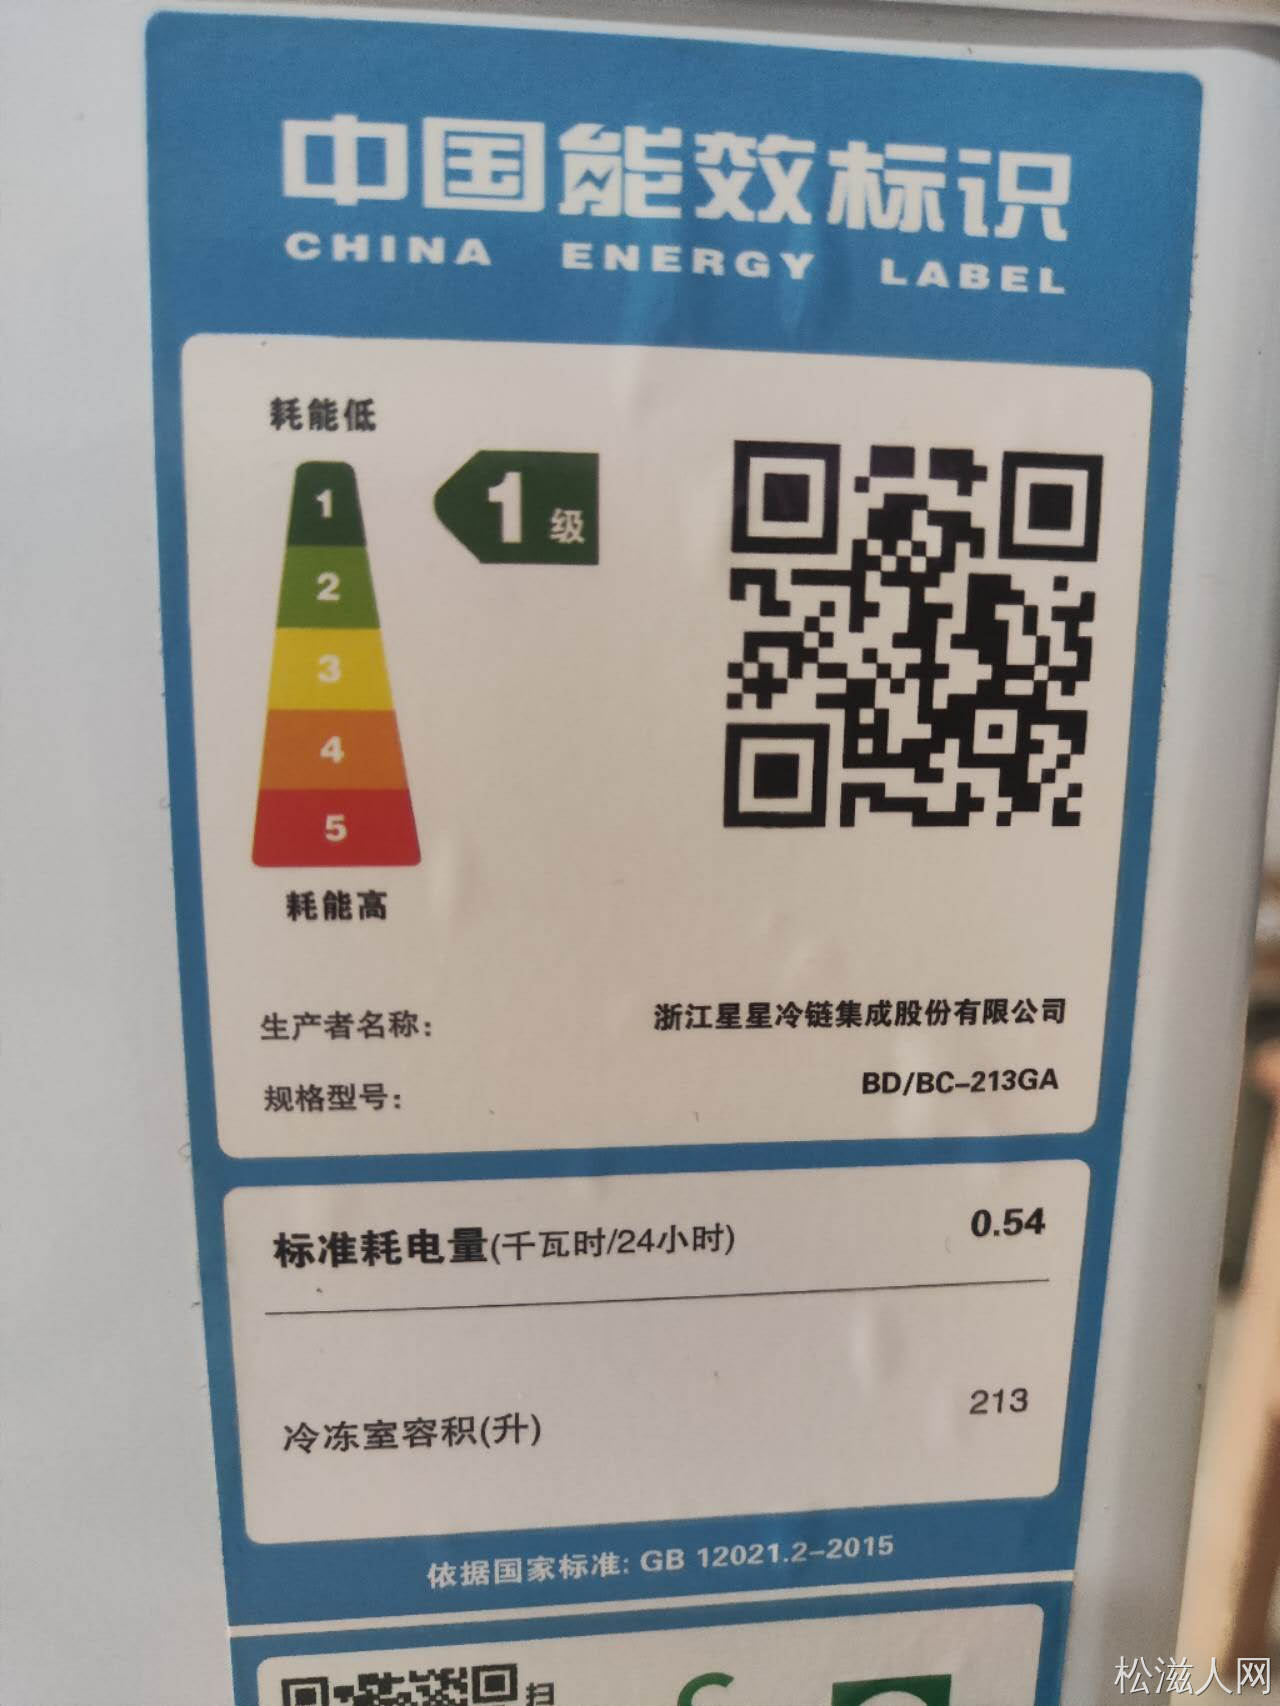 中国能效标识
CHINA ENERGY LABEL
耗能低
1
1级
2
3
4
5
耗能高
生产者名称: 浙江星星冷链集成股份有限公司
规格型号: BD/BC-213GA
标准耗电量(千瓦时/24小时) 0.54
冷冻室容积(升) 213
依据国家标准: GB 12021.2-2015
扫
松滋人网